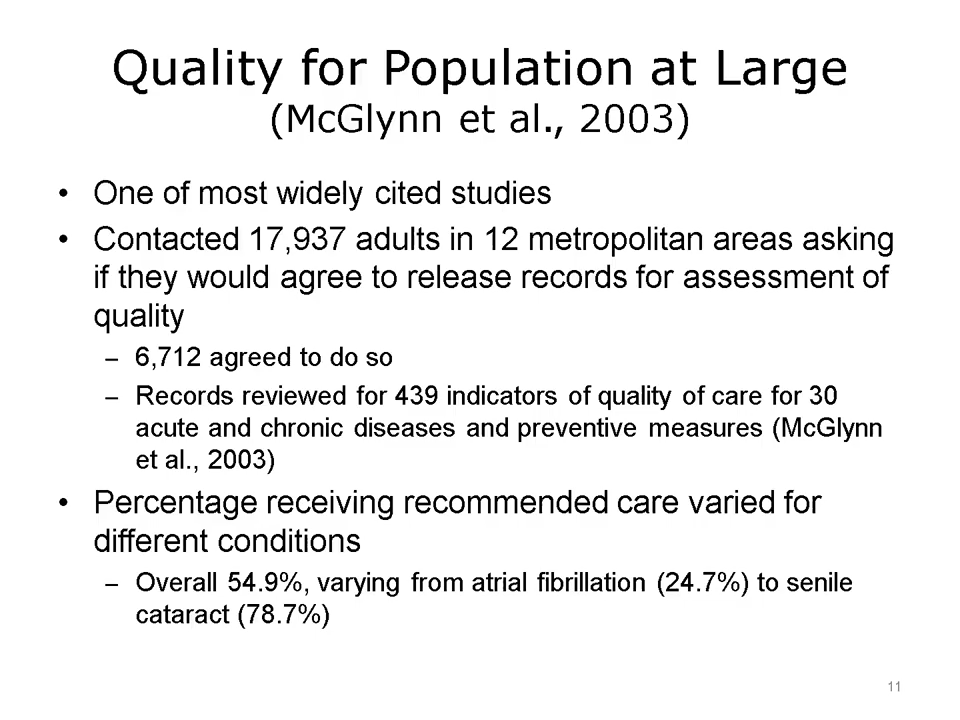 Quality for Population at Large
(McGlynn et al., 2003)
• One of most widely cited studies
• Contacted 17,937 adults in 12 metropolitan areas asking
if they would agree to release records for assessment of
quality
– 6,712 agreed to do so
– Records reviewed for 439 indicators of quality of care for 30
acute and chronic diseases and preventive measures (McGlynn
et al., 2003)
• Percentage receiving recommended care varied for
different conditions
– Overall 54.9%, varying from atrial fibrillation (24.7%) to senile
cataract (78.7%)
11